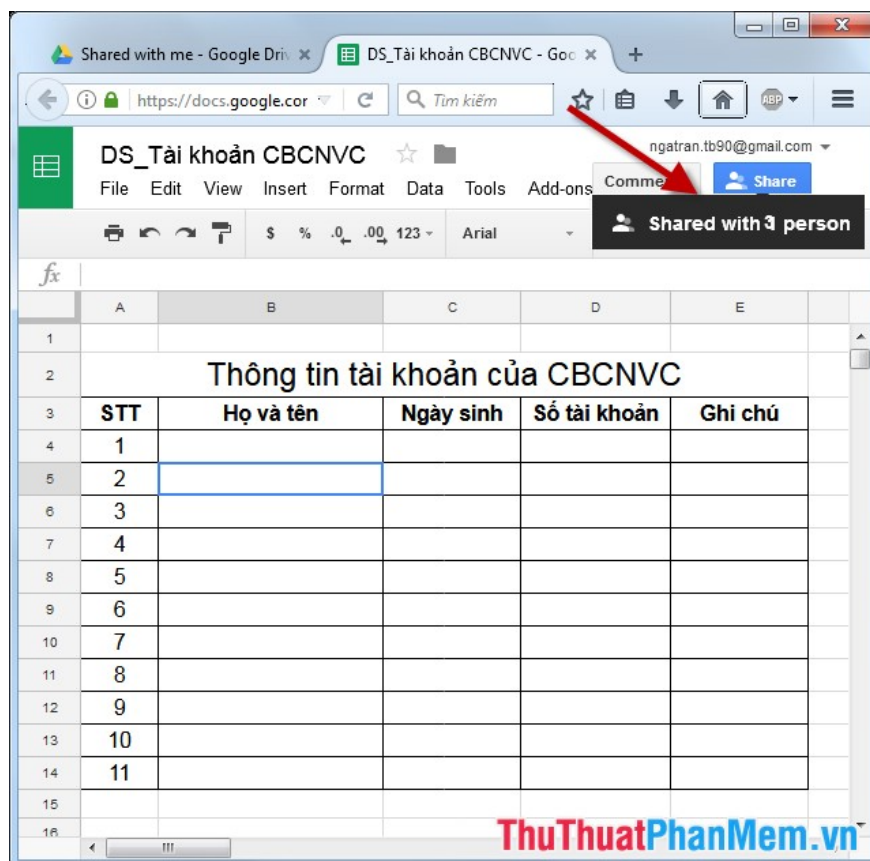 Shared with me - Google Driv
DS_Tài khoản CBCNVC - Goo
https://docs.google.cor
Tìm kiếm
ABP
DS_Tài khoản CBCNVC
ngatran.tb90@gmail.com
File Edit View Insert Format Data Tools Add-ons
Comme
Share
Shared with 3 person
$ % .0 .00 123 Arial
fx
A B C D E
1
2 Thông tin tài khoản của CBCNVC
3 STT Họ và tên Ngày sinh Số tài khoản Ghi chú
4 1
5 2
6 3
7 4
8 5
9 6
10 7
11 8
12 9
13 10
14 11
15
16
ThuThuatPhanMem.vn